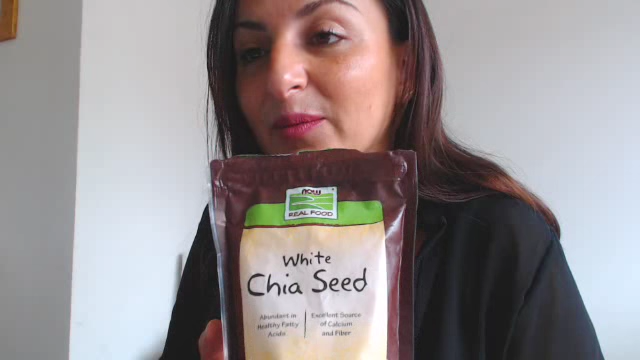 NOW
REAL FOOD
White
Chia Seed
Abundant in
Healthy Fatty
Acids
Excellent Source
of Calcium
and Fiber